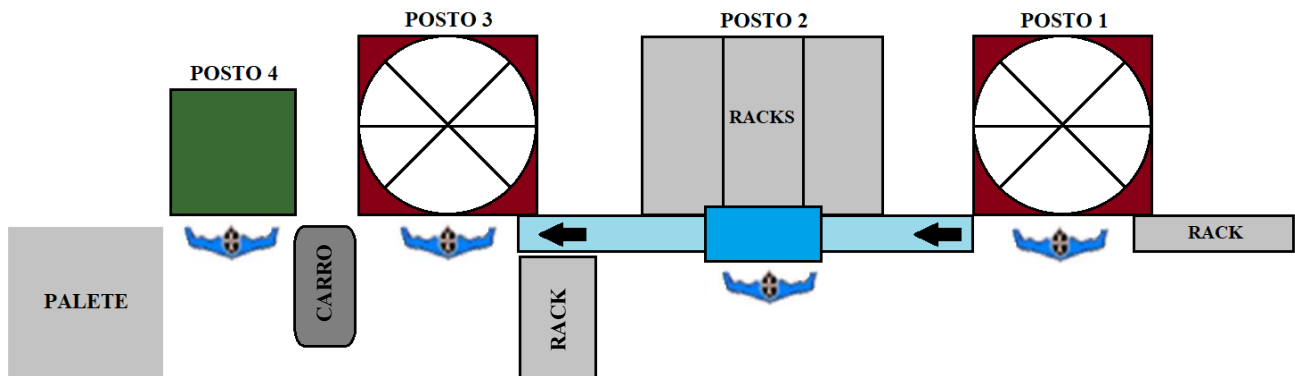 POSTO 3
POSTO 2
POSTO 1
POSTO 4
RACKS
RACK
PALETE
CARRO
RACK